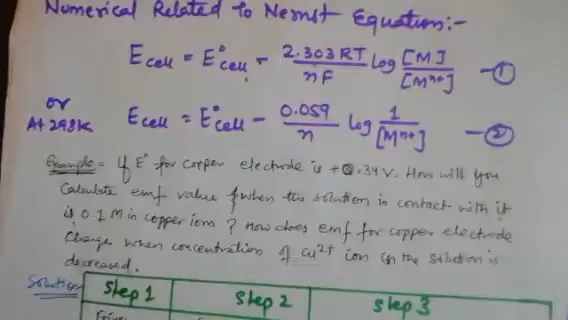 Numerical Related to Nernst Equation:-
Ecell = E°cell - 2.303RT/nF log [M]/[Mn+] -①
or
At 298K Ecell = E°cell - 0.059/n log 1/[Mn+] -②
Example = If E° for copper electrode is +0.34V. How will you
Calculate emf value when the solution in contact with it
is 0.1 M in copper ions? How does emf for copper electrode
Change when concentration of Cu2+ ion in the solution is
decreased.
Solution Step 1 Step 2 Step 3